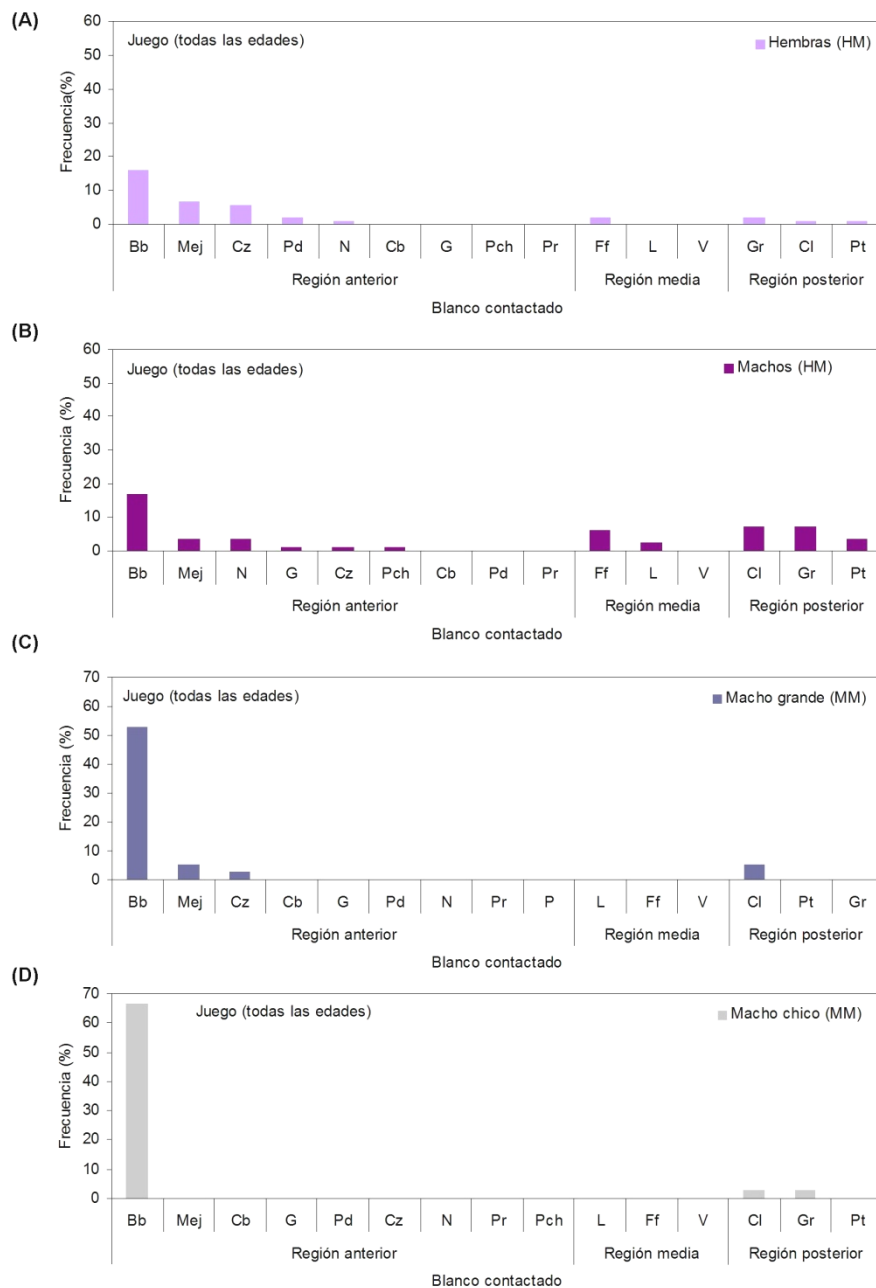 (A)
60
50
40
30
20
10
0
Frecuencia(%)
Juego (todas las edades)
Hembras (HM)
Bb Mej Cz Pd N Cb G Pch Pr Ff L V Gr Cl Pt
Región anterior Región media Región posterior
Blanco contactado
(B)
60
50
40
30
20
10
0
Frecuencia (%)
Juego (todas las edades)
Machos (HM)
Bb Mej N G Cz Pch Cb Pd Pr Ff L V Cl Gr Pt
Región anterior Región media Región posterior
Blanco contactado
(C)
70
60
50
40
30
20
10
0
Frecuencia (%)
Juego (todas las edades)
Macho grande (MM)
Bb Mej Cz Cb G Pd N Pr P L Ff V Cl Pt Gr
Región anterior Región media Región posterior
Blanco contactado
(D)
70
60
50
40
30
20
10
0
Frecuencia (%)
Juego (todas las edades)
Macho chico (MM)
Bb Mej Cb G Pd Cz N Pr Pch L Ff V Cl Gr Pt
Región anterior Región media Región posterior
Blanco contactado